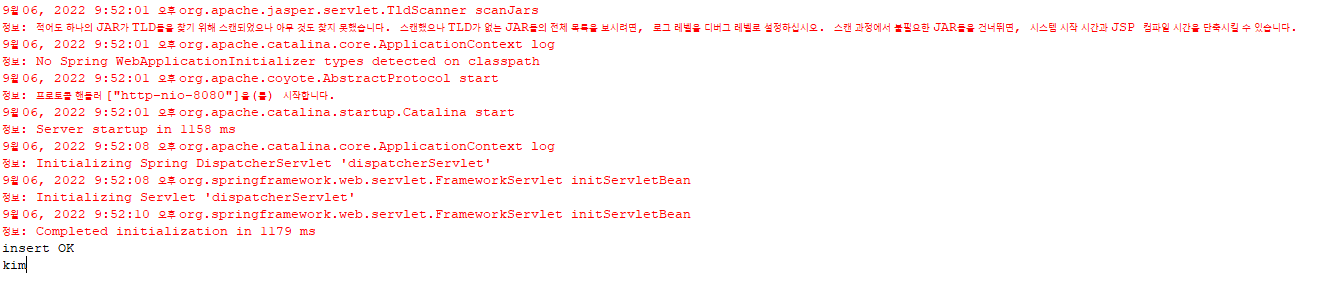 9월 06, 2022 9:52:01 오후 org.apache.jasper.servlet.TldScanner scanJars
정보: 적어도 하나의 JAR가 TLD들을 찾기 위해 스캔되었으나 아무 것도 찾지 못했습니다. 스캔했으나 TLD가 없는 JAR들의 전체 목록을 보시려면, 로그 레벨을 디버그 레벨로 설정하십시오. 스캔 과정에서 불필요한 JAR들을 건너뛰면, 시스템 시작 시간과 JSP 컴파일 시간을 단축시킬 수 있습니다.
9월 06, 2022 9:52:01 오후 org.apache.catalina.core.ApplicationContext log
정보: No Spring WebApplicationInitializer types detected on classpath
9월 06, 2022 9:52:01 오후 org.apache.coyote.AbstractProtocol start
정보: 프로토콜 핸들러 ["http-nio-8080"]을(를) 시작합니다.
9월 06, 2022 9:52:01 오후 org.apache.catalina.startup.Catalina start
정보: Server startup in 1158 ms
9월 06, 2022 9:52:08 오후 org.apache.catalina.core.ApplicationContext log
정보: Initializing Spring DispatcherServlet 'dispatcherServlet'
9월 06, 2022 9:52:08 오후 org.springframework.web.servlet.FrameworkServlet initServletBean
정보: Initializing Servlet 'dispatcherServlet'
9월 06, 2022 9:52:10 오후 org.springframework.web.servlet.FrameworkServlet initServletBean
정보: Completed initialization in 1179 ms
insert OK
kim